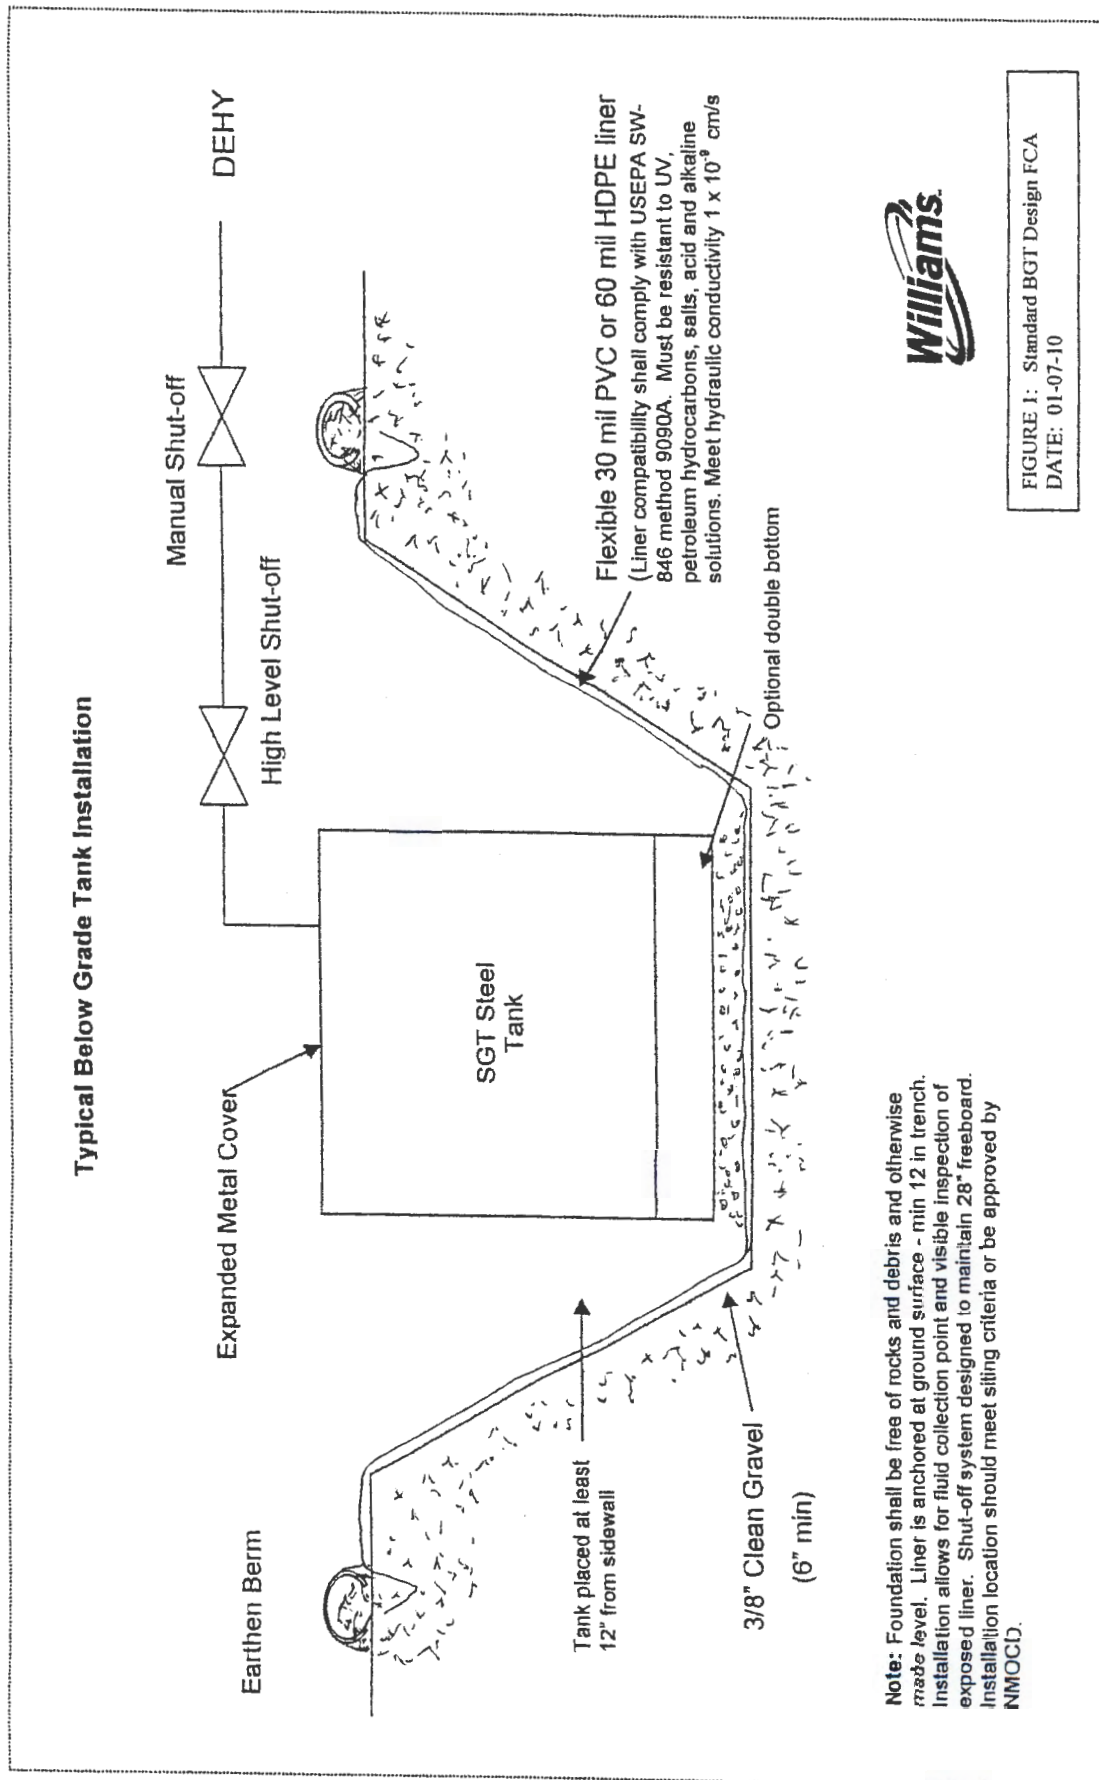 Typical Below Grade Tank Installation
Manual Shut-off
DEHY
High Level Shut-off
Expanded Metal Cover
Earthen Berm
SGT Steel
Tank
Flexible 30 mil PVC or 60 mil HDPE liner
(Liner compatibility shall comply with USEPA SW-
846 method 9090A. Must be resistant to UV,
petroleum hydrocarbons, salts, acid and alkaline
solutions. Meet hydraulic conductivity 1 x 10⁻⁹ cm/s
Tank placed at least
12" from sidewall
Optional double bottom
3/8" Clean Gravel
(6" min)
Note: Foundation shall be free of rocks and debris and otherwise
made level. Liner is anchored at ground surface - min 12 in trench.
Installation allows for fluid collection point and visible inspection of
exposed liner. Shut-off system designed to maintain 28" freeboard.
Installation location should meet siting criteria or be approved by
NMOCD.
Williams.
FIGURE 1: Standard BGT Design FCA
DATE: 01-07-10